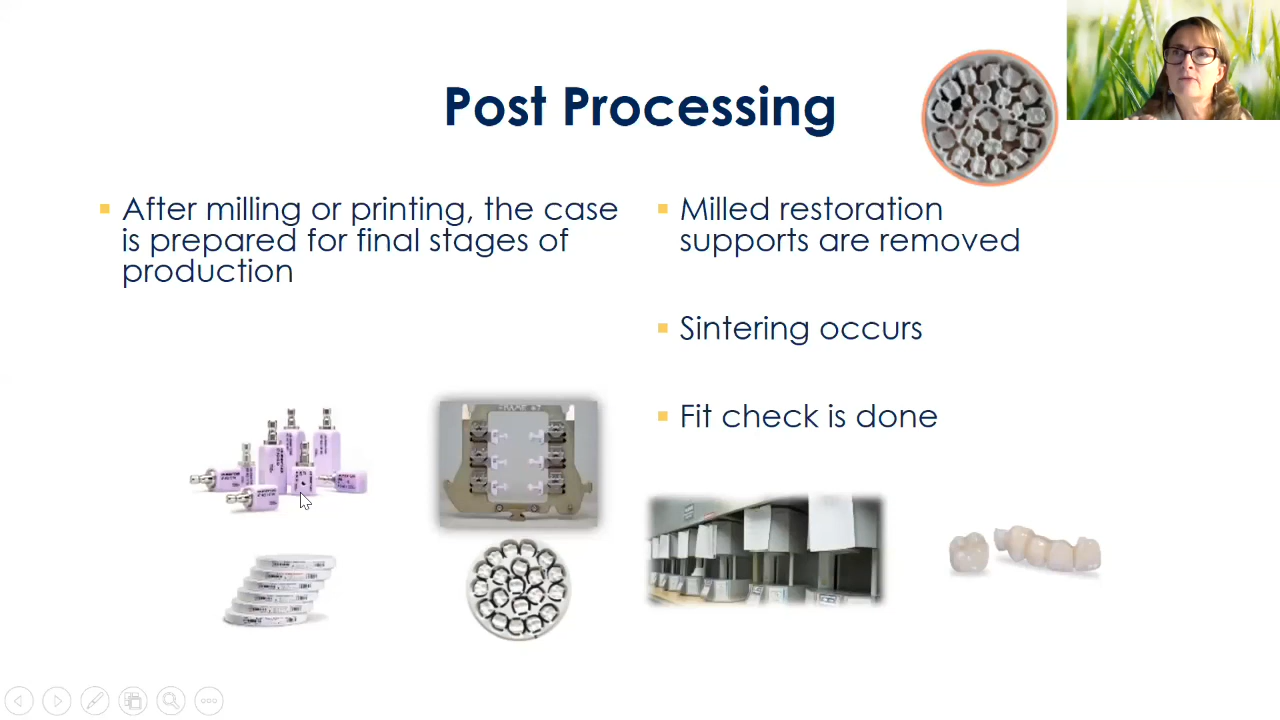 Post Processing
After milling or printing, the case
is prepared for final stages of
production
Milled restoration
supports are removed
Sintering occurs
Fit check is done